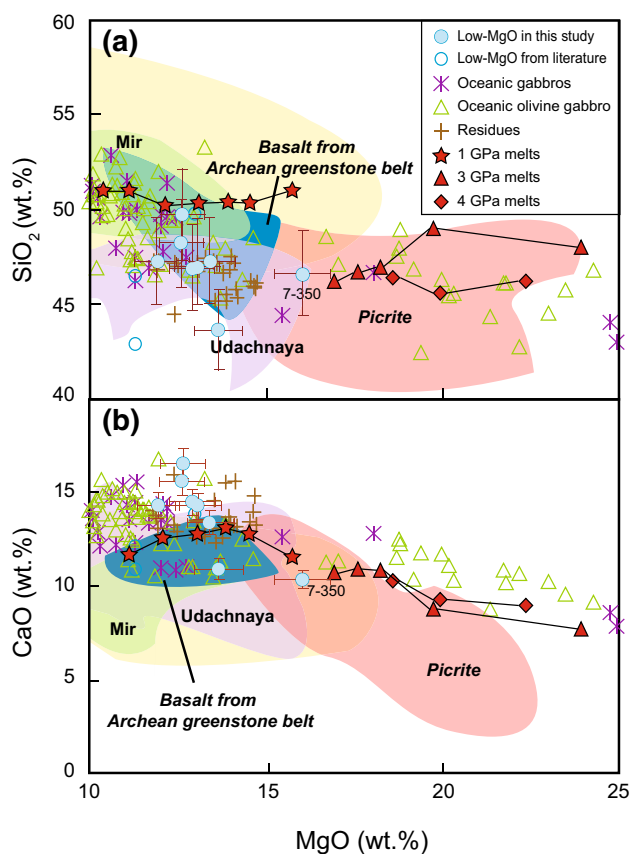 60
(a)
Low-MgO in this study
Low-MgO from literature
Oceanic gabbros
Oceanic olivine gabbro
Residues
1 GPa melts
3 GPa melts
4 GPa melts
55
Mir
Basalt from
Archean greenstone belt
SiO₂ (wt.%)
50
7-350
45
Udachnaya
Picrite
40
(b)
15
CaO (wt.%)
10
7-350
Mir
Udachnaya
Picrite
5
Basalt from
Archean greenstone belt
0
10
15
20
25
MgO (wt.%)